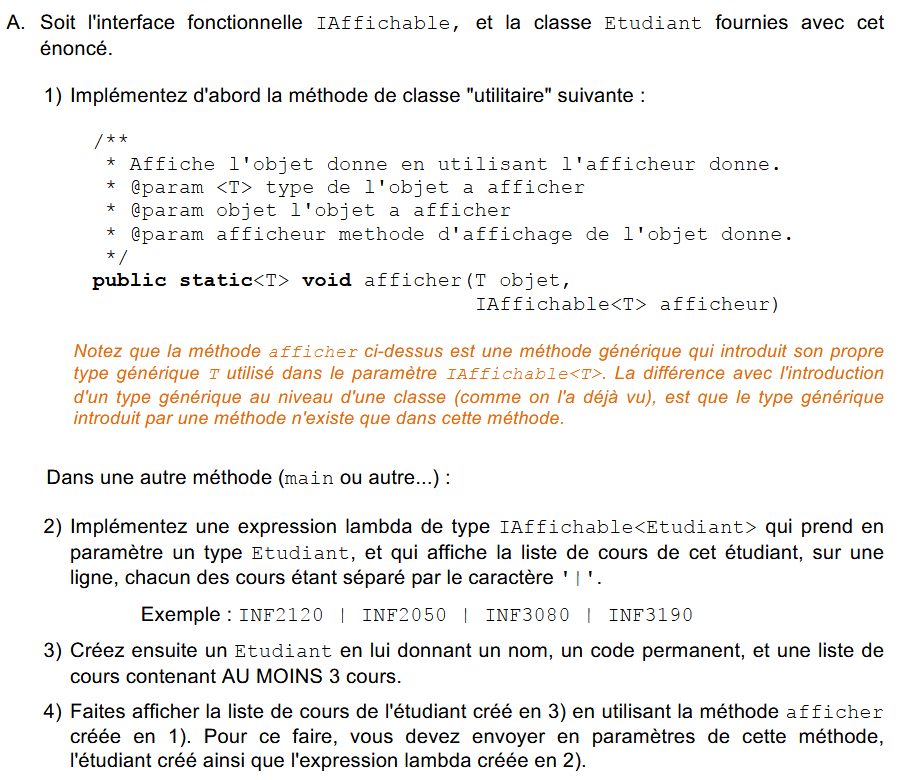 A. Soit l'interface fonctionnelle IAffichable, et la classe Etudiant fournies avec cet
énoncé.
1) Implémentez d'abord la méthode de classe "utilitaire" suivante :
/**
* Affiche l'objet donne en utilisant l'afficheur donne.
* @param <T> type de l'objet a afficher
* @param objet l'objet a afficher
* @param afficheur methode d'affichage de l'objet donne.
*/
public static<T> void afficher(T objet,
IAffichable<T> afficheur)
Notez que la méthode afficher ci-dessus est une méthode générique qui introduit son propre
type générique T utilisé dans le paramètre IAffichable<T>. La différence avec l'introduction
d'un type générique au niveau d'une classe (comme on l'a déjà vu), est que le type générique
introduit par une méthode n'existe que dans cette méthode.
Dans une autre méthode (main ou autre...) :
2) Implémentez une expression lambda de type IAffichable<Etudiant> qui prend en
paramètre un type Etudiant, et qui affiche la liste de cours de cet étudiant, sur une
ligne, chacun des cours étant séparé par le caractère '|'.
Exemple : INF2120 | INF2050 | INF3080 | INF3190
3) Créez ensuite un Etudiant en lui donnant un nom, un code permanent, et une liste de
cours contenant AU MOINS 3 cours.
4) Faites afficher la liste de cours de l'étudiant créé en 3) en utilisant la méthode afficher
créée en 1). Pour ce faire, vous devez envoyer en paramètres de cette méthode,
l'étudiant créé ainsi que l'expression lambda créée en 2).